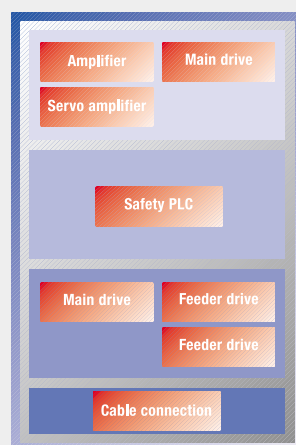 Amplifier
Main drive
Servo amplifier
Safety PLC
Main drive
Feeder drive
Feeder drive
Cable connection